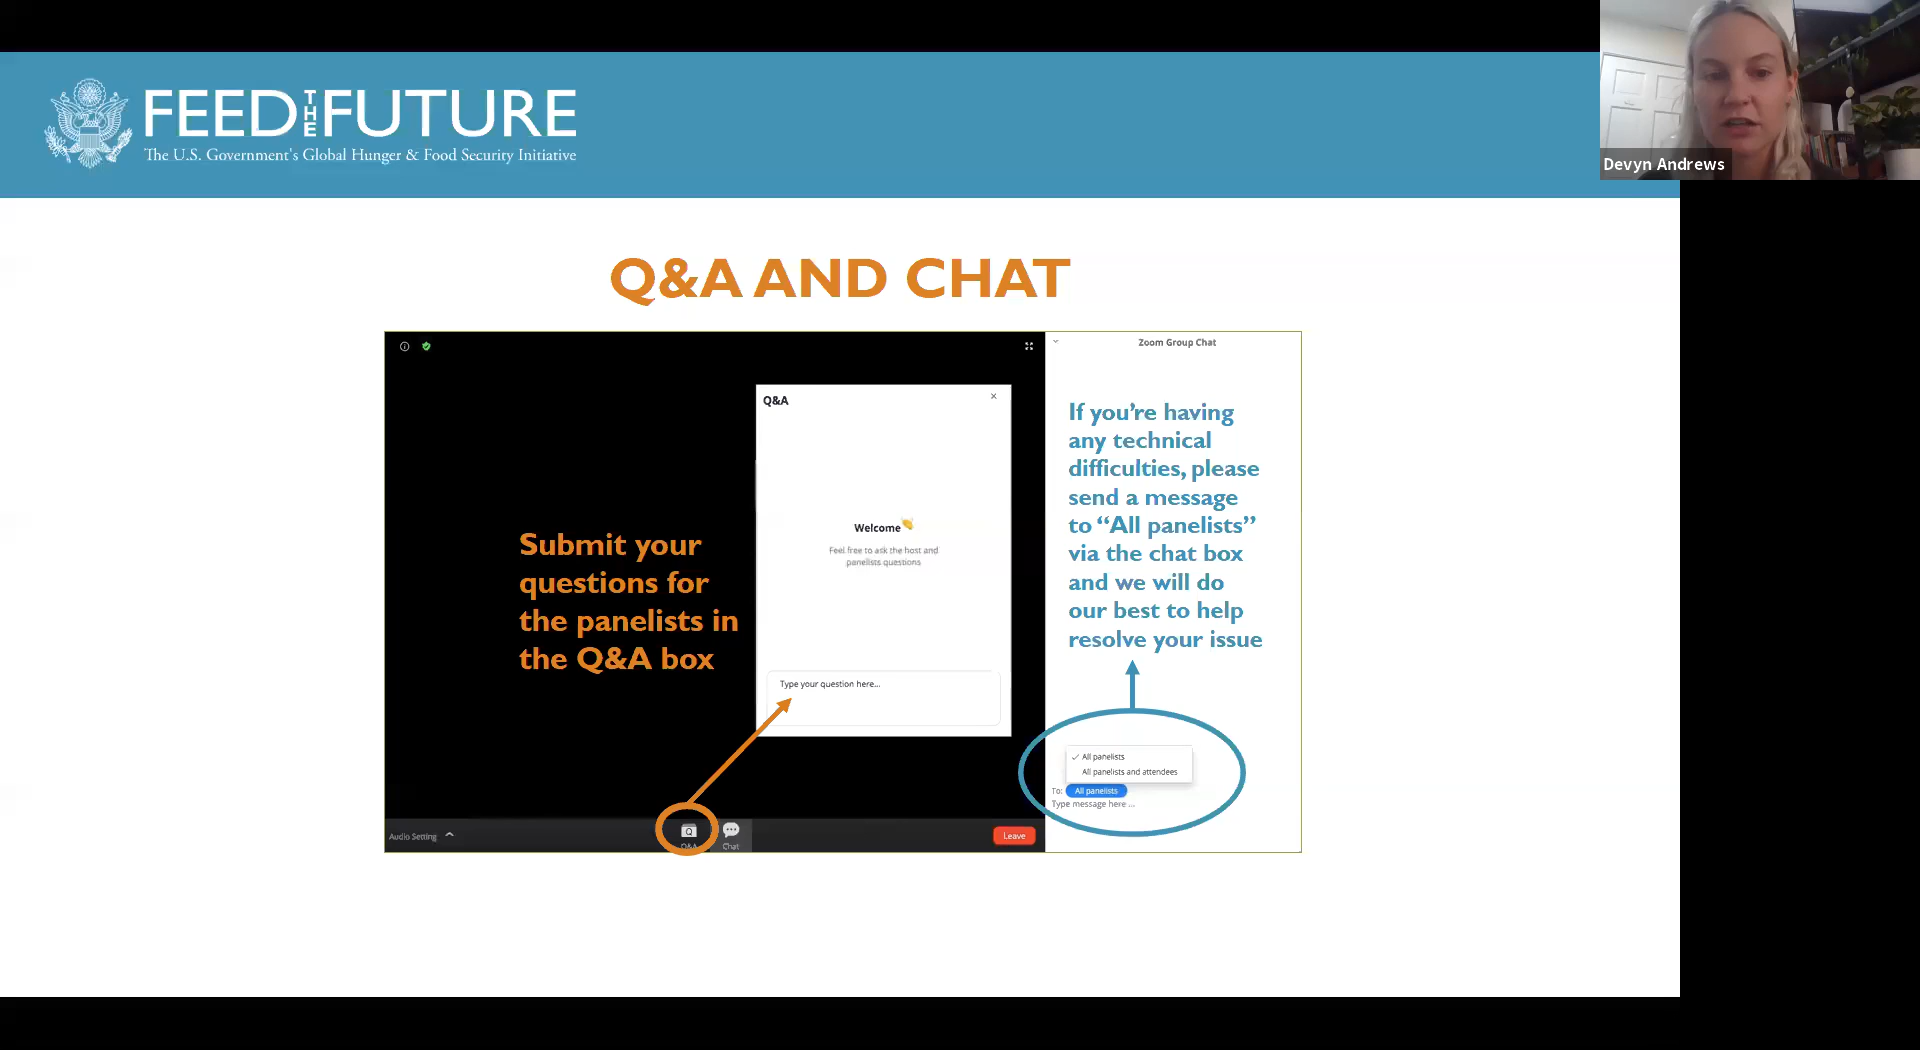 FEED THE FUTURE
The U.S. Government's Global Hunger & Food Security Initiative
Devyn Andrews
Q&A AND CHAT
Zoom Group Chat
Q&A
If you're having
any technical
difficulties, please
send a message
to “All panelists”
via the chat box
and we will do
our best to help
resolve your issue
Welcome
Feel free to ask the host and
panelists questions
Submit your
questions for
the panelists in
the Q&A box
Type your question here...
All panelists
All panelists and attendees
To: All panelists
Type message here ...
Audio Setting
Q
Q&A
Chat
Leave